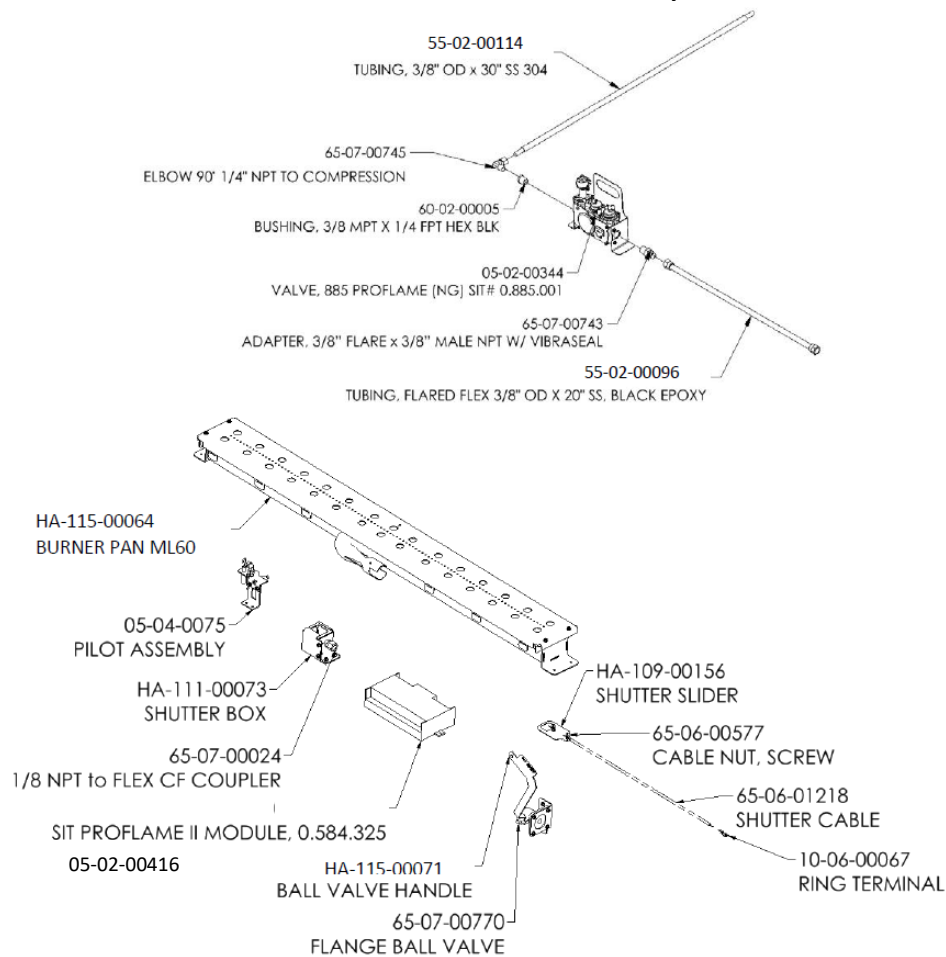 55-02-00114
TUBING, 3/8" OD x 30" SS 304
65-07-00745
ELBOW 90° 1/4" NPT TO COMPRESSION
60-02-00005
BUSHING, 3/8 MPT X 1/4 FPT HEX BLK
05-02-00344
VALVE, 885 PROFLAME (NG) SIT# 0.885.001
65-07-00743
ADAPTER, 3/8" FLARE x 3/8" MALE NPT W/ VIBRASEAL
55-02-00096
TUBING, FLARED FLEX 3/8" OD X 20" SS, BLACK EPOXY
HA-115-00064
BURNER PAN ML60
05-04-0075
PILOT ASSEMBLY
HA-111-00073
SHUTTER BOX
65-07-00024
1/8 NPT to FLEX CF COUPLER
SIT PROFLAME II MODULE, 0.584.325
05-02-00416
HA-115-00071
BALL VALVE HANDLE
65-07-00770
FLANGE BALL VALVE
HA-109-00156
SHUTTER SLIDER
65-06-00577
CABLE NUT, SCREW
65-06-01218
SHUTTER CABLE
10-06-00067
RING TERMINAL